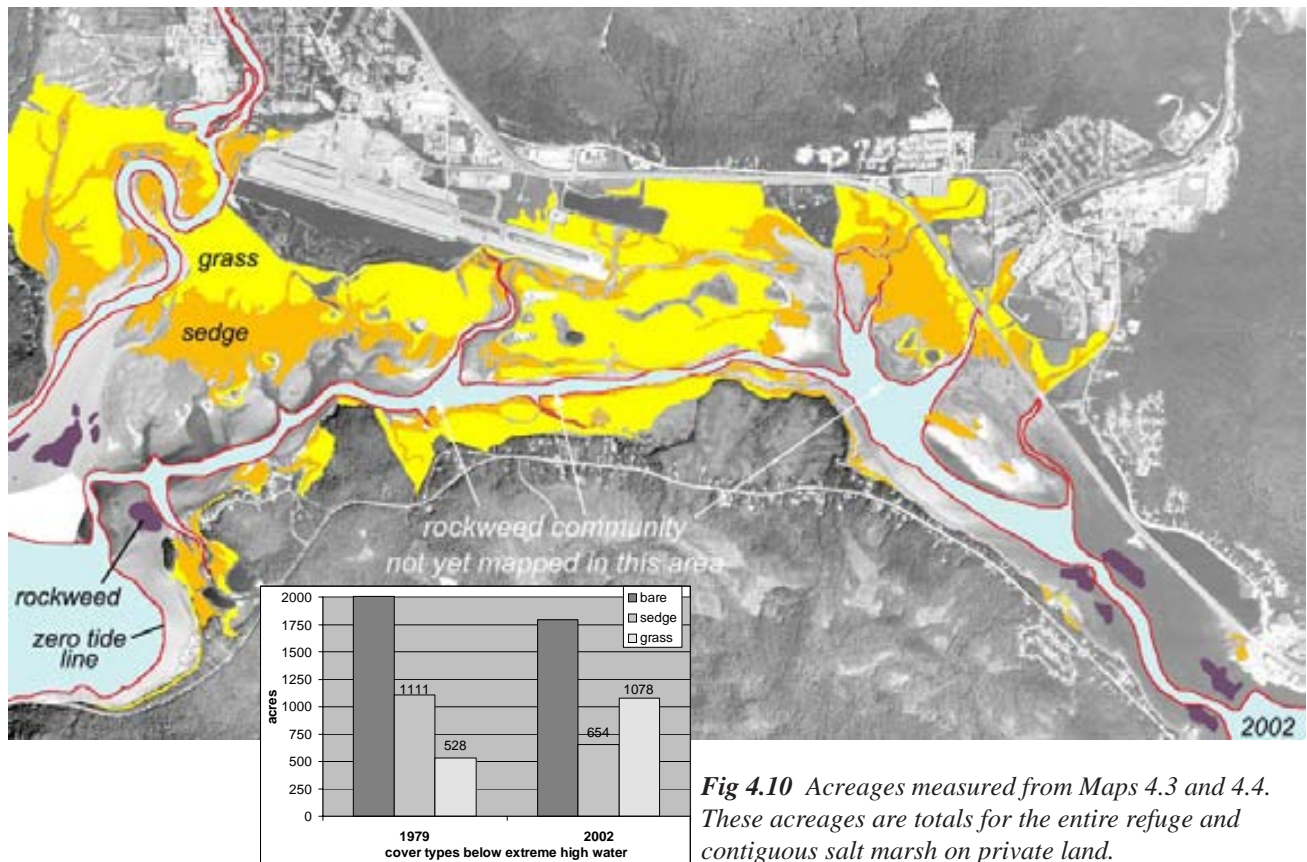 grass
sedge
rockweed community
not yet mapped in this area
rockweed
zero tide
line
2002
2000
1750
1500
1250
1000
750
500
250
0
acres
bare
sedge
grass
1111
528
654
1078
1979
2002
cover types below extreme high water
Fig 4.10 Acreages measured from Maps 4.3 and 4.4.
These acreages are totals for the entire refuge and
contiguous salt marsh on private land.